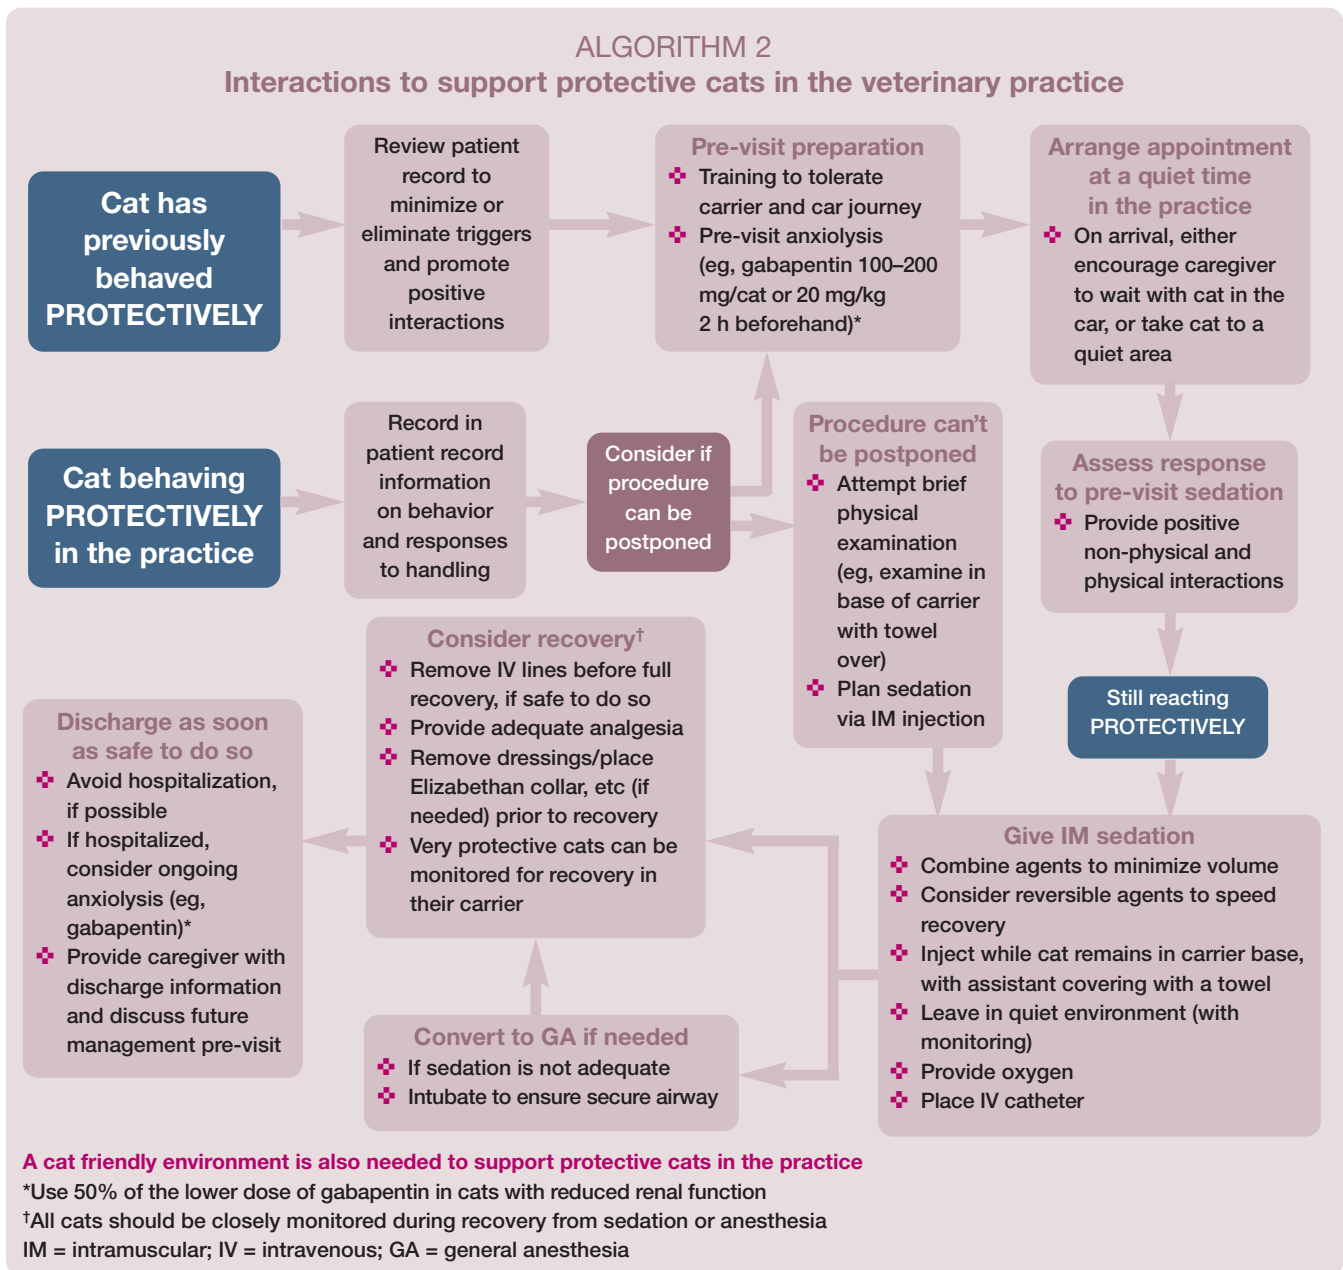 ALGORITHM 2
Interactions to support protective cats in the veterinary practice
Cat has
previously
behaved
PROTECTIVELY
Review patient
record to
minimize or
eliminate triggers
and promote
positive
interactions
Pre-visit preparation
Training to tolerate
carrier and car journey
Pre-visit anxiolysis
(eg, gabapentin 100–200
mg/cat or 20 mg/kg
2 h beforehand)*
Arrange appointment
at a quiet time
in the practice
On arrival, either
encourage caregiver
to wait with cat in the
car, or take cat to a
quiet area
Cat behaving
PROTECTIVELY
in the practice
Record in
patient record
information
on behavior
and responses
to handling
Consider if
procedure
can be
postponed
Procedure can't
be postponed
Attempt brief
physical
examination
(eg, examine in
base of carrier
with towel
over)
Plan sedation
via IM injection
Assess response
to pre-visit sedation
Provide positive
non-physical and
physical interactions
Still reacting
PROTECTIVELY
Give IM sedation
Combine agents to minimize volume
Consider reversible agents to speed
recovery
Inject while cat remains in carrier base,
with assistant covering with a towel
Leave in quiet environment (with
monitoring)
Provide oxygen
Place IV catheter
Consider recovery†
Remove IV lines before full
recovery, if safe to do so
Provide adequate analgesia
Remove dressings/place
Elizabethan collar, etc (if
needed) prior to recovery
Very protective cats can be
monitored for recovery in
their carrier
Convert to GA if needed
If sedation is not adequate
Intubate to ensure secure airway
Discharge as soon
as safe to do so
Avoid hospitalization,
if possible
If hospitalized,
consider ongoing
anxiolysis (eg,
gabapentin)*
Provide caregiver with
discharge information
and discuss future
management pre-visit
A cat friendly environment is also needed to support protective cats in the practice
*Use 50% of the lower dose of gabapentin in cats with reduced renal function
†All cats should be closely monitored during recovery from sedation or anesthesia
IM = intramuscular; IV = intravenous; GA = general anesthesia